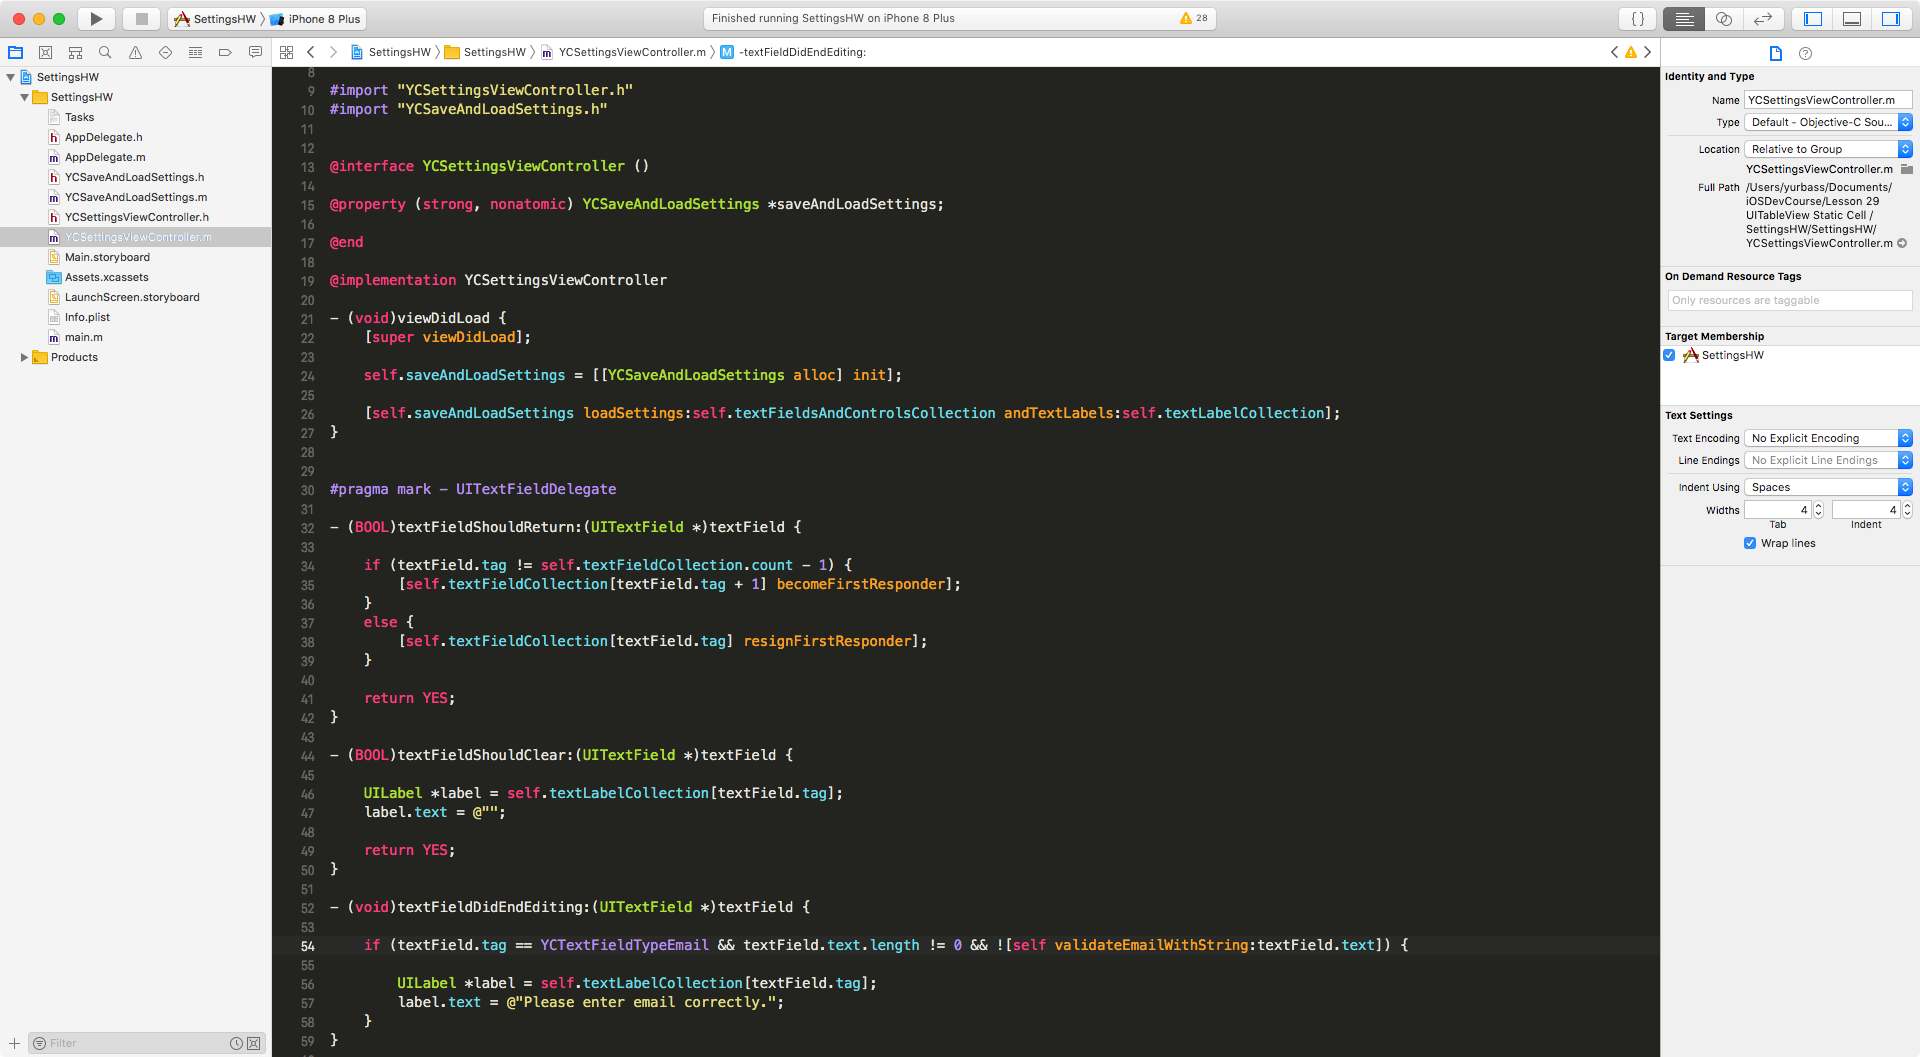 SettingsHW 〉 iPhone 8 Plus
Finished running SettingsHW on iPhone 8 Plus
28
{}
SettingsHW 〉 SettingsHW 〉 YCSettingsViewController.m 〉 M -textFieldDidEndEditing:
SettingsHW
SettingsHW
Tasks
h AppDelegate.h
m AppDelegate.m
h YCSaveAndLoadSettings.h
m YCSaveAndLoadSettings.m
h YCSettingsViewController.h
m YCSettingsViewController.m
Main.storyboard
Assets.xcassets
LaunchScreen.storyboard
Info.plist
m main.m
Products
Filter
8
9 #import "YCSettingsViewController.h"
10 #import "YCSaveAndLoadSettings.h"
11
12
13 @interface YCSettingsViewController ()
14
15 @property (strong, nonatomic) YCSaveAndLoadSettings *saveAndLoadSettings;
16
17 @end
18
19 @implementation YCSettingsViewController
20
21 - (void)viewDidLoad {
22     [super viewDidLoad];
23
24     self.saveAndLoadSettings = [[YCSaveAndLoadSettings alloc] init];
25
26     [self.saveAndLoadSettings loadSettings:self.textFieldsAndControlsCollection andTextLabels:self.textLabelCollection];
27 }
28
29
30 #pragma mark - UITextFieldDelegate
31
32 - (BOOL)textFieldShouldReturn:(UITextField *)textField {
33
34     if (textField.tag != self.textFieldCollection.count - 1) {
35         [self.textFieldCollection[textField.tag + 1] becomeFirstResponder];
36     }
37     else {
38         [self.textFieldCollection[textField.tag] resignFirstResponder];
39     }
40
41     return YES;
42 }
43
44 - (BOOL)textFieldShouldClear:(UITextField *)textField {
45
46     UILabel *label = self.textLabelCollection[textField.tag];
47     label.text = @"";
48
49     return YES;
50 }
51
52 - (void)textFieldDidEndEditing:(UITextField *)textField {
53
54     if (textField.tag == YCTextFieldTypeEmail && textField.text.length != 0 && ![self validateEmailWithString:textField.text]) {
55
56         UILabel *label = self.textLabelCollection[textField.tag];
57         label.text = @"Please enter email correctly.";
58     }
59 }
Identity and Type
Name YCSettingsViewController.m
Type Default - Objective-C Sou...
Location Relative to Group
YCSettingsViewController.m
Full Path /Users/yurbass/Documents/
iOSDevCourse/Lesson 29
UITableView Static Cell /
SettingsHW/SettingsHW/
YCSettingsViewController.m
On Demand Resource Tags
Only resources are taggable
Target Membership
SettingsHW
Text Settings
Text Encoding No Explicit Encoding
Line Endings No Explicit Line Endings
Indent Using Spaces
Widths 4 4
Tab Indent
Wrap lines